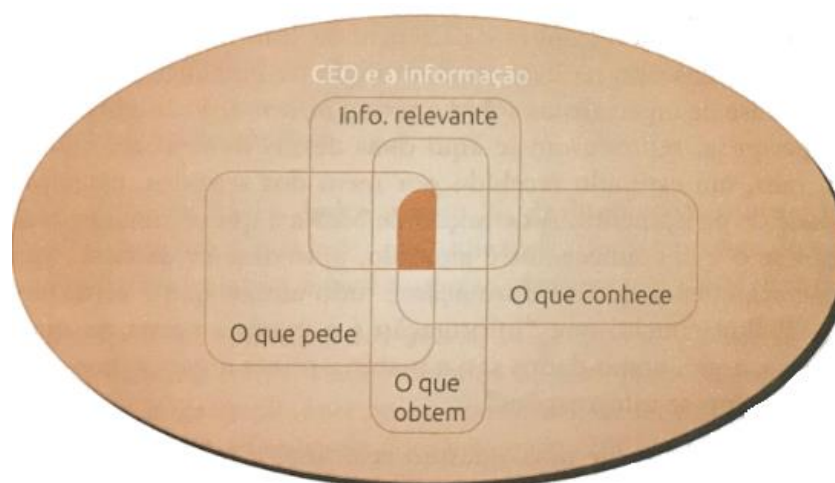 CEO e a informação
Info. relevante
O que conhece
O que pede
O que
obtem